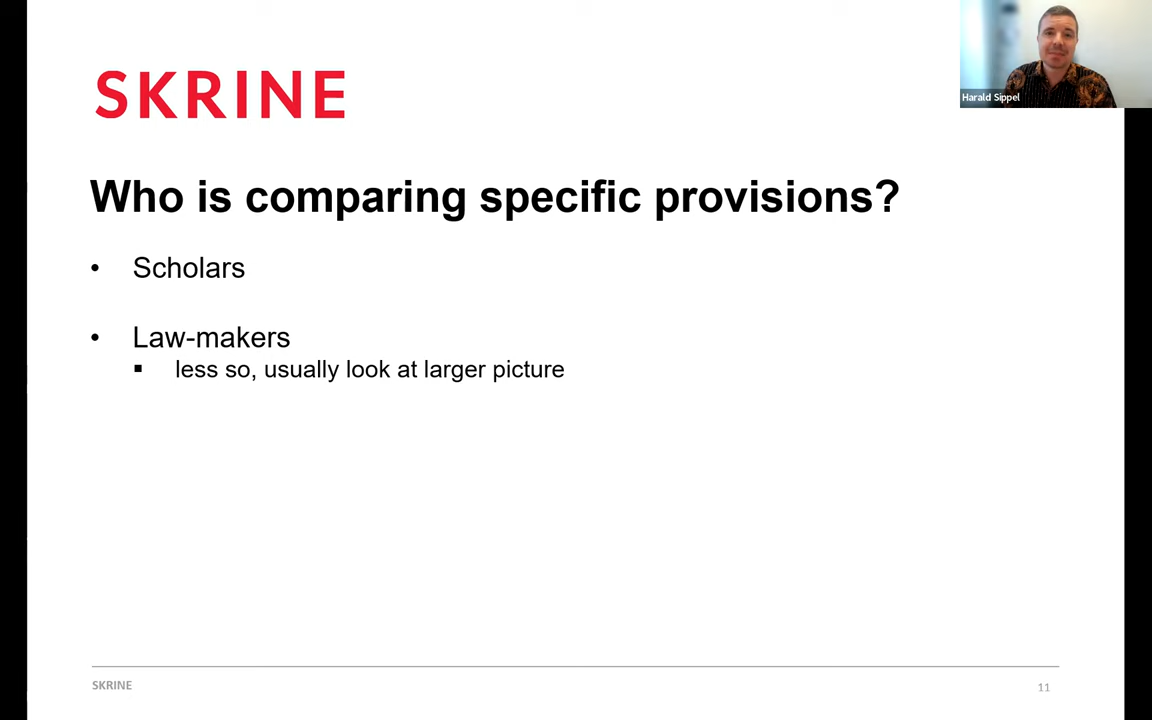 SKRINE
Harald Sippel
Who is comparing specific provisions?
• Scholars
• Law-makers
▪ less so, usually look at larger picture
SKRINE
11